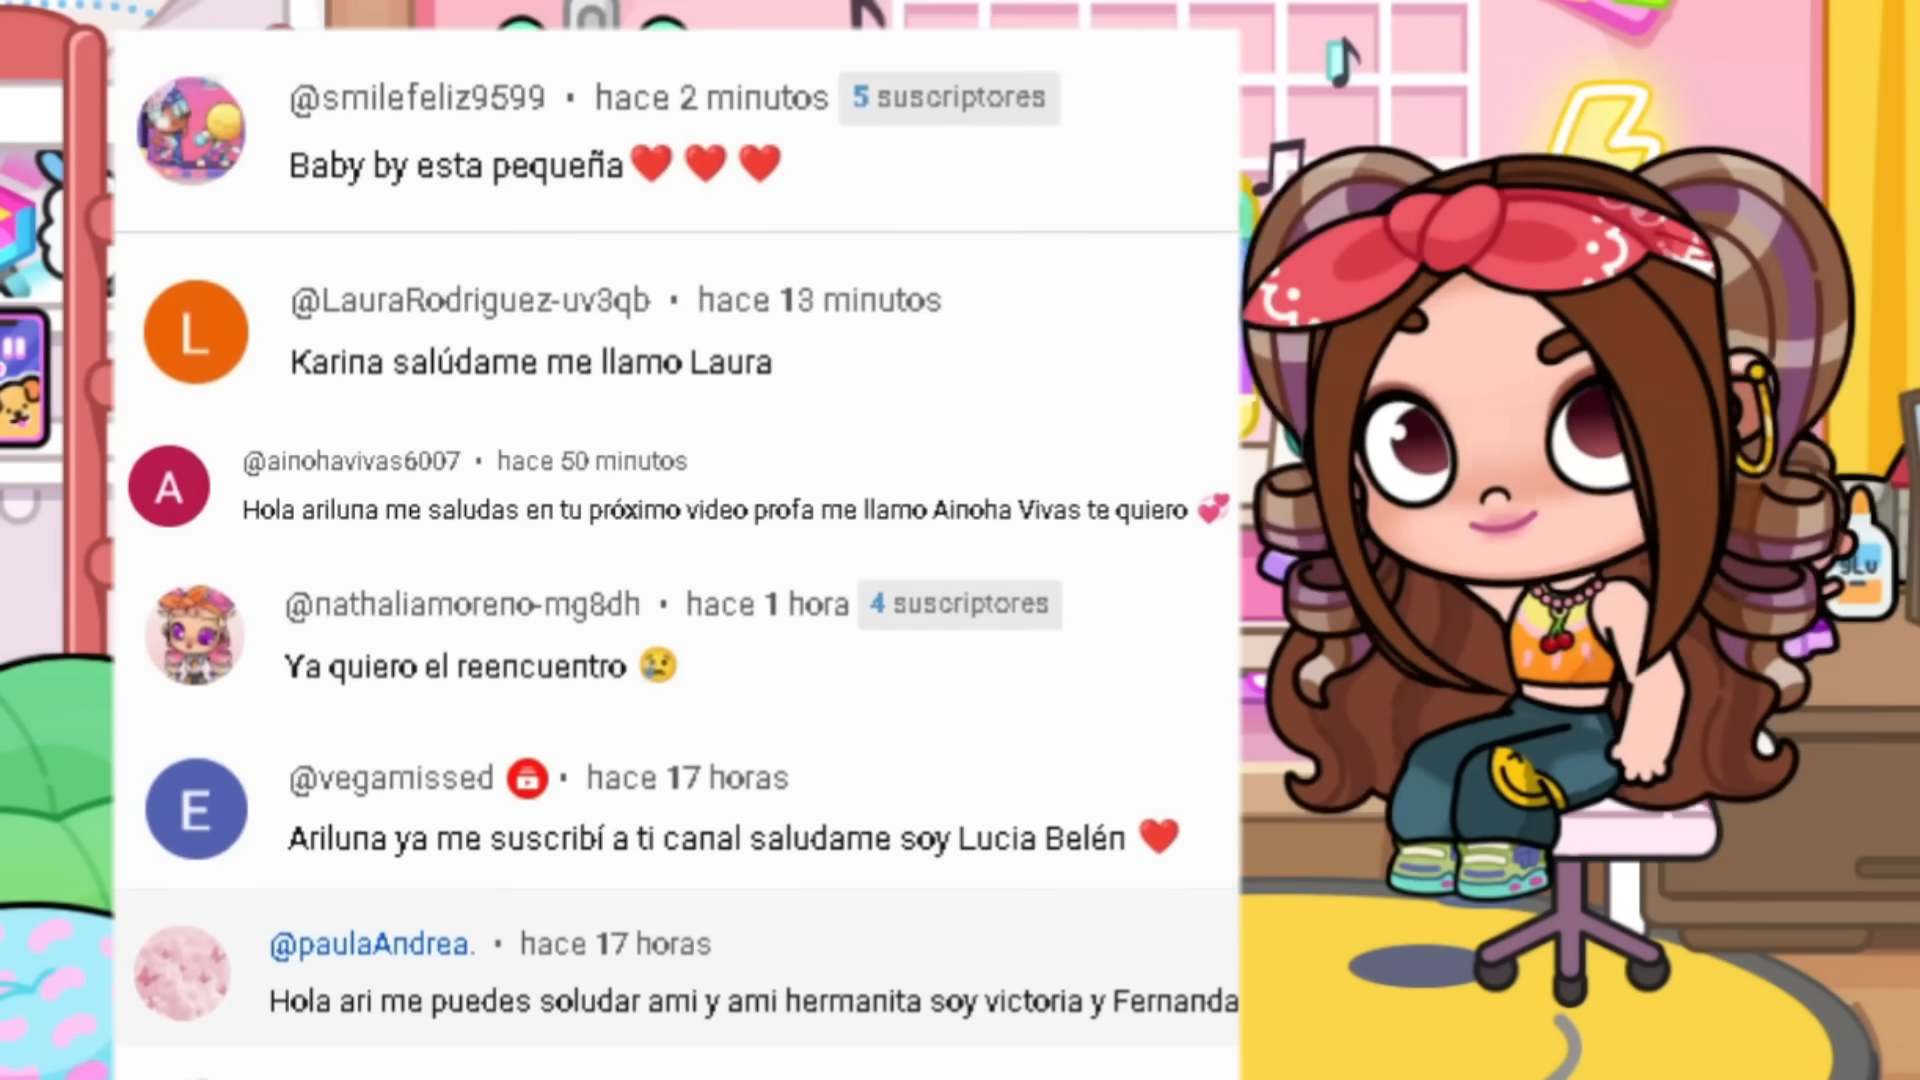 @smilefeliz9599 · hace 2 minutos 5 suscriptores
Baby by esta pequeña❤️❤️❤️
L
@LauraRodriguez-uv3qb · hace 13 minutos
Karina salúdame me llamo Laura
A
@ainohavivas6007 · hace 50 minutos
Hola ariluna me saludas en tu próximo video profa me llamo Ainoha Vivas te quiero 💞
@nathaliamoreno-mg8dh · hace 1 hora 4 suscriptores
Ya quiero el reencuentro 😢
E
@vegamissed · hace 17 horas
Ariluna ya me suscribí a ti canal saludame soy Lucia Belén ❤️
@paulaAndrea. · hace 17 horas
Hola ari me puedes soludar ami y ami hermanita soy victoria y Fernanda